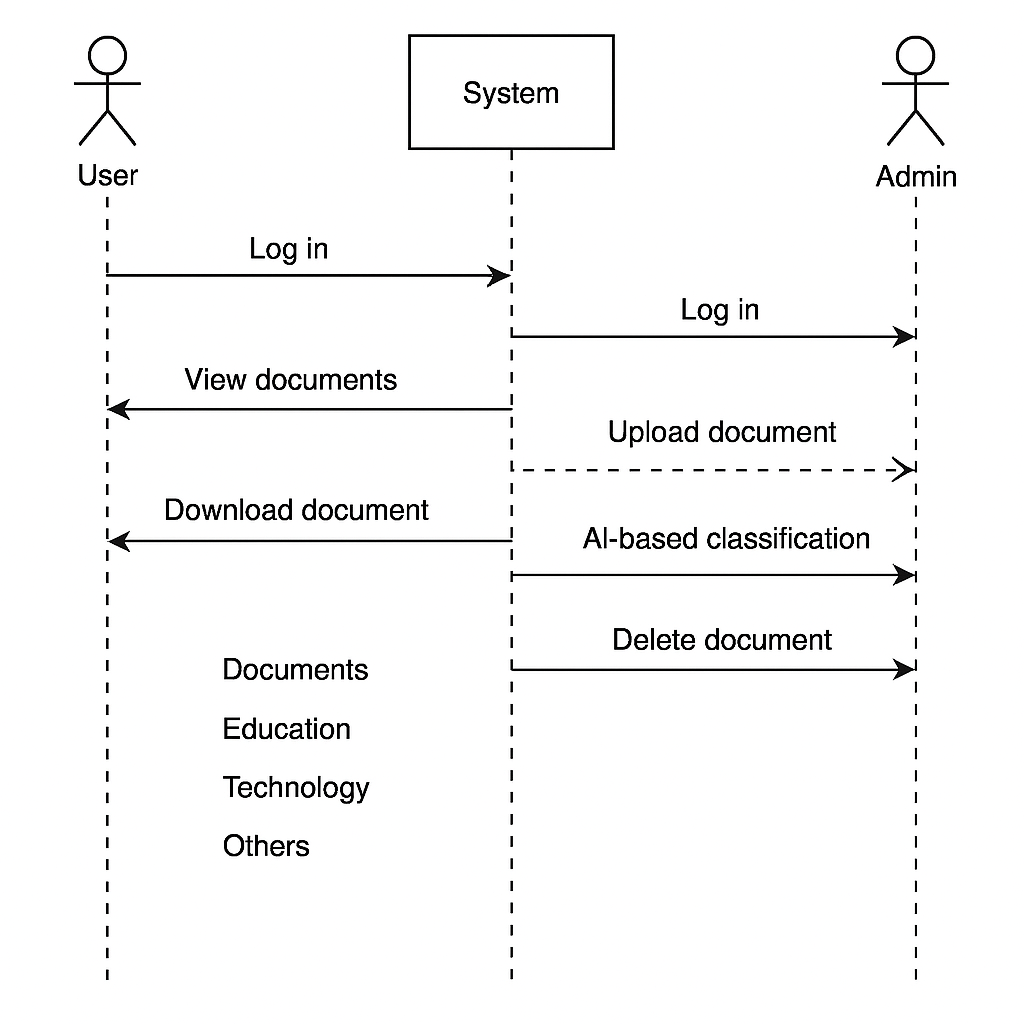 System
User
Admin
Log in
Log in
View documents
Upload document
Download document
AI-based classification
Delete document
Documents
Education
Technology
Others